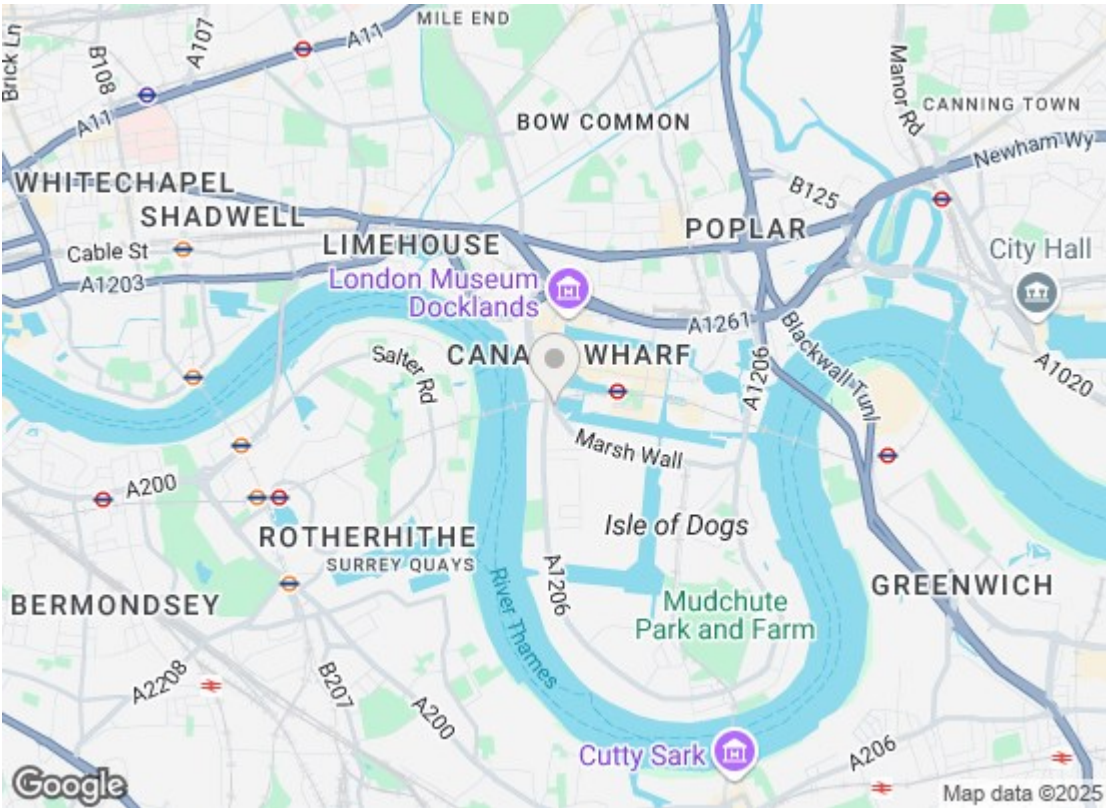 MILE END
Brick Ln
B108
A107
A11
A11
BOW COMMON
Manor Rd
CANNING TOWN
Newham Wy
B125
WHITECHAPEL
SHADWELL
Cable St
A1203
LIMEHOUSE
POPLAR
City Hall
London Museum
Docklands
A1261
Blackwall Tunl
A1206
A1020
Salter Rd
CANA
WHARF
Marsh Wall
A200
Isle of Dogs
ROTHERHITHE
SURREY QUAYS
A1206
River Thames
GREENWICH
BERMONDSEY
Mudchute
Park and Farm
A2208
B207
A200
Cutty Sark
A206
Google
Map data ©2025